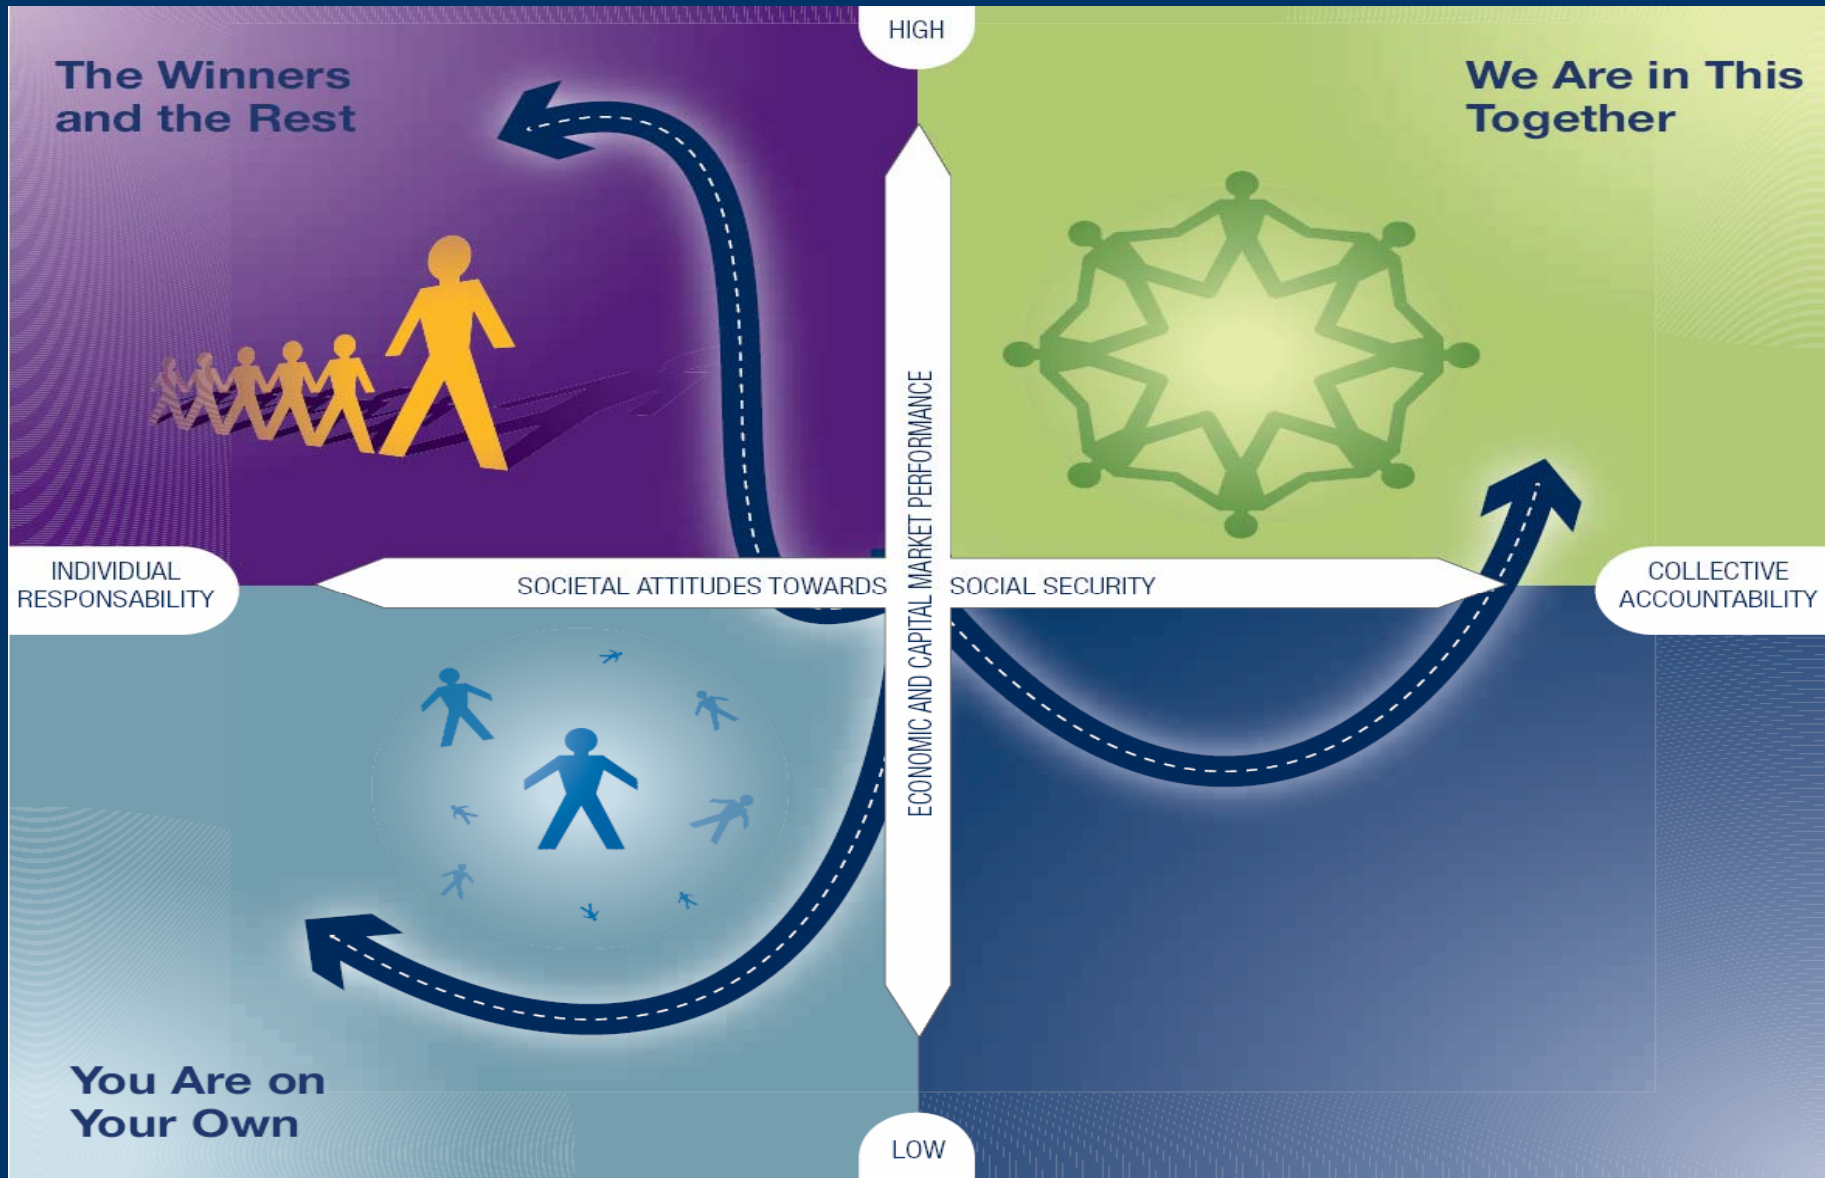 HIGH
The Winners
and the Rest
We Are in This
Together
INDIVIDUAL
RESPONSABILITY
SOCIETAL ATTITUDES TOWARDS SOCIAL SECURITY
COLLECTIVE
ACCOUNTABILITY
ECONOMIC AND CAPITAL MARKET PERFORMANCE
You Are on
Your Own
LOW